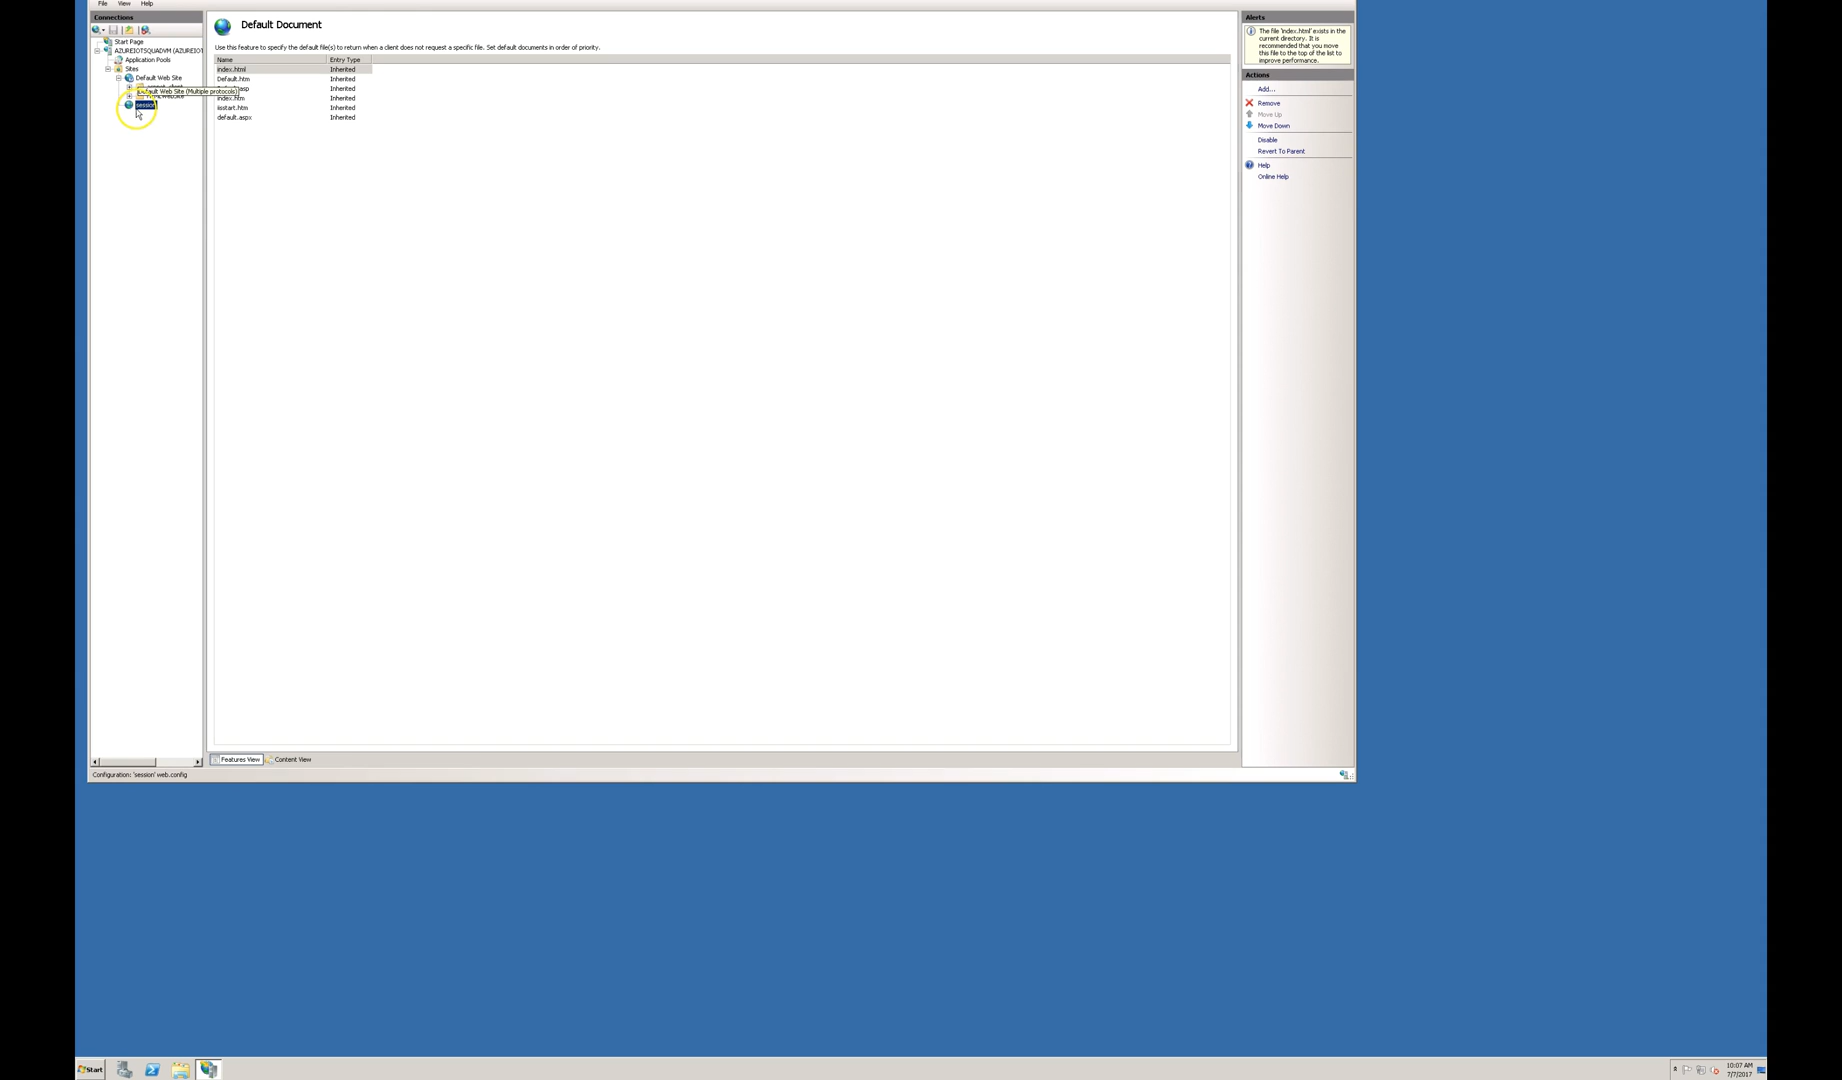 File View Help
Connections
Start Page
AZUREIOTSQUADVM (AZUREIOT
Application Pools
Sites
Default Web Site
Default Web Site (Multiple protocols)
session
Default Document
Use this feature to specify the default file(s) to return when a client does not request a specific file. Set default documents in order of priority.
Name Entry Type
index.html Inherited
Default.htm Inherited
Inherited
index.htm Inherited
iisstart.htm Inherited
default.aspx Inherited
Features View Content View
Configuration: 'session' web.config
Alerts
The file 'index.html' exists in
the current directory. It is
recommended that you move
this file to the top of the list to
improve performance.
Actions
Add...
Remove
Move Up
Move Down
Disable
Revert To Parent
Help
Online Help
Start
10:07 AM
7/7/2017